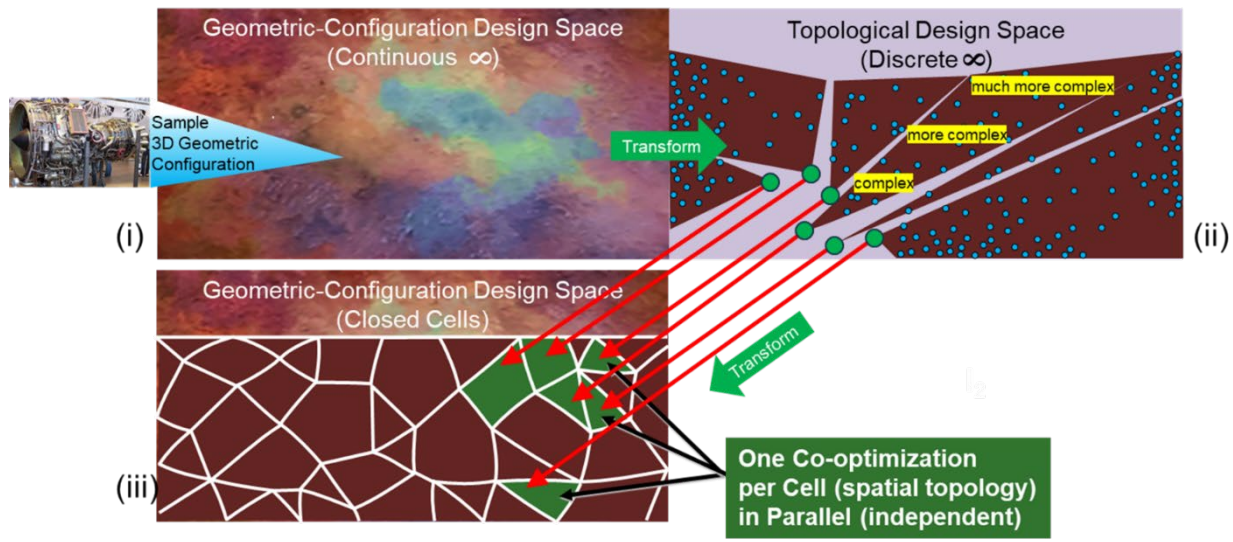 Geometric-Configuration Design Space
(Continuous ∞)
Topological Design Space
(Discrete ∞)
much more complex
Sample
3D Geometric
Configuration
Transform
more complex
complex
(i)
(ii)
Geometric-Configuration Design Space
(Closed Cells)
Transform
l₂
One Co-optimization
per Cell (spatial topology)
in Parallel (independent)
(iii)